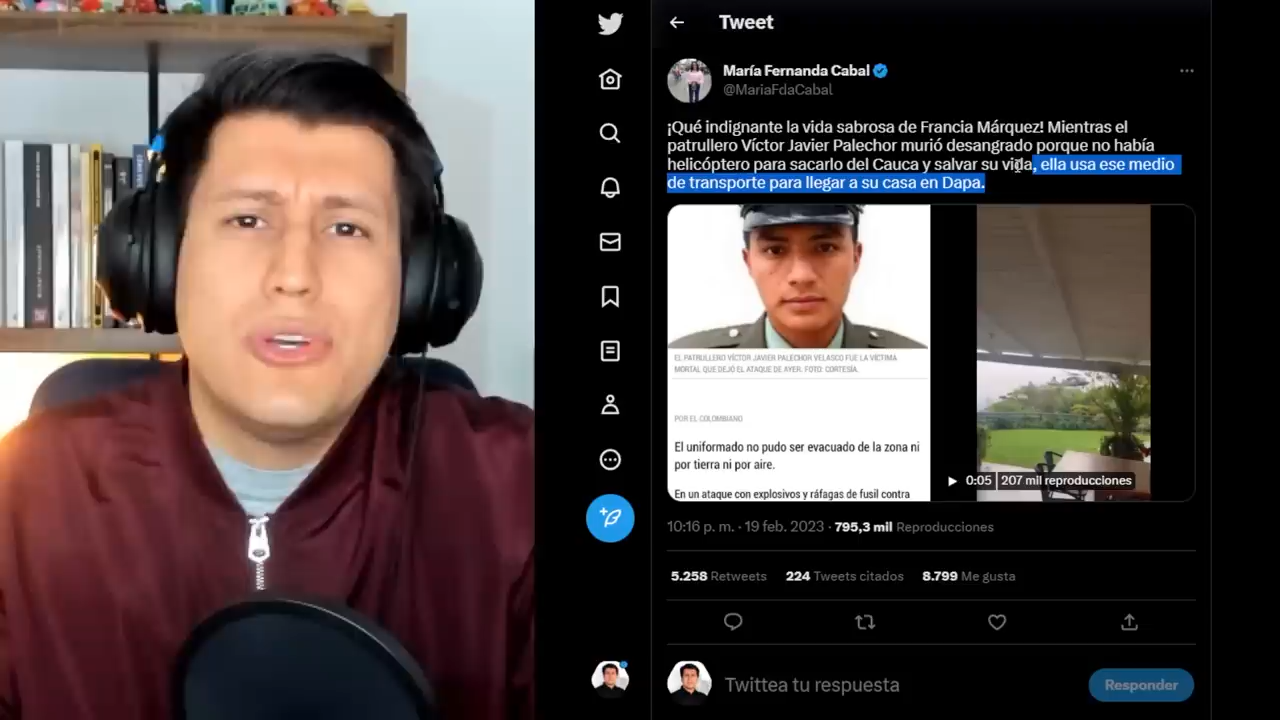 Tweet
María Fernanda Cabal
@MariaFdaCabal
¡Qué indignante la vida sabrosa de Francia Márquez! Mientras el
patrullero Víctor Javier Palechor murió desangrado porque no había
helicóptero para sacarlo del Cauca y salvar su vida, ella usa ese medio
de transporte para llegar a su casa en Dapa.
EL PATRULLERO VÍCTOR JAVIER PALECHOR VELASCO FUE LA VÍCTIMA
MORTAL QUE DEJÓ EL ATAQUE DE AYER. FOTO: CORTESÍA.
POR EL COLOMBIANO
El uniformado no pudo ser evacuado de la zona ni
por tierra ni por aire.
En un ataque con explosivos y ráfagas de fusil contra
0:05 | 207 mil reproducciones
10:16 p. m. · 19 feb. 2023 · 795,3 mil Reproducciones
5.258 Retweets 224 Tweets citados 8.799 Me gusta
Twittea tu respuesta
Responder